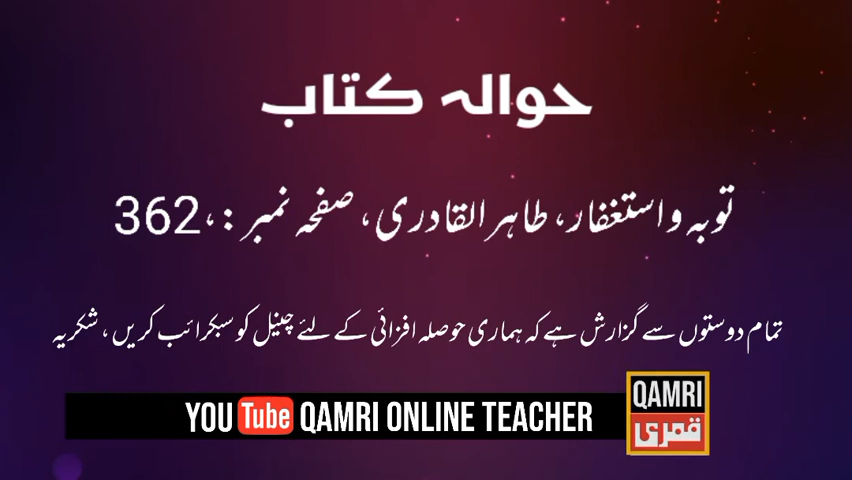 حوالہ کتاب
توبہ و استغفار، طاہر القادری، صفحہ نمبر :،362
تمام دوستوں سے گزارش ہے کہ ہماری حوصلہ افزائی کے لئے چینل کو سبکرائب کریں، شکریہ
YOU Tube QAMRI ONLINE TEACHER
QAMRI
قمری